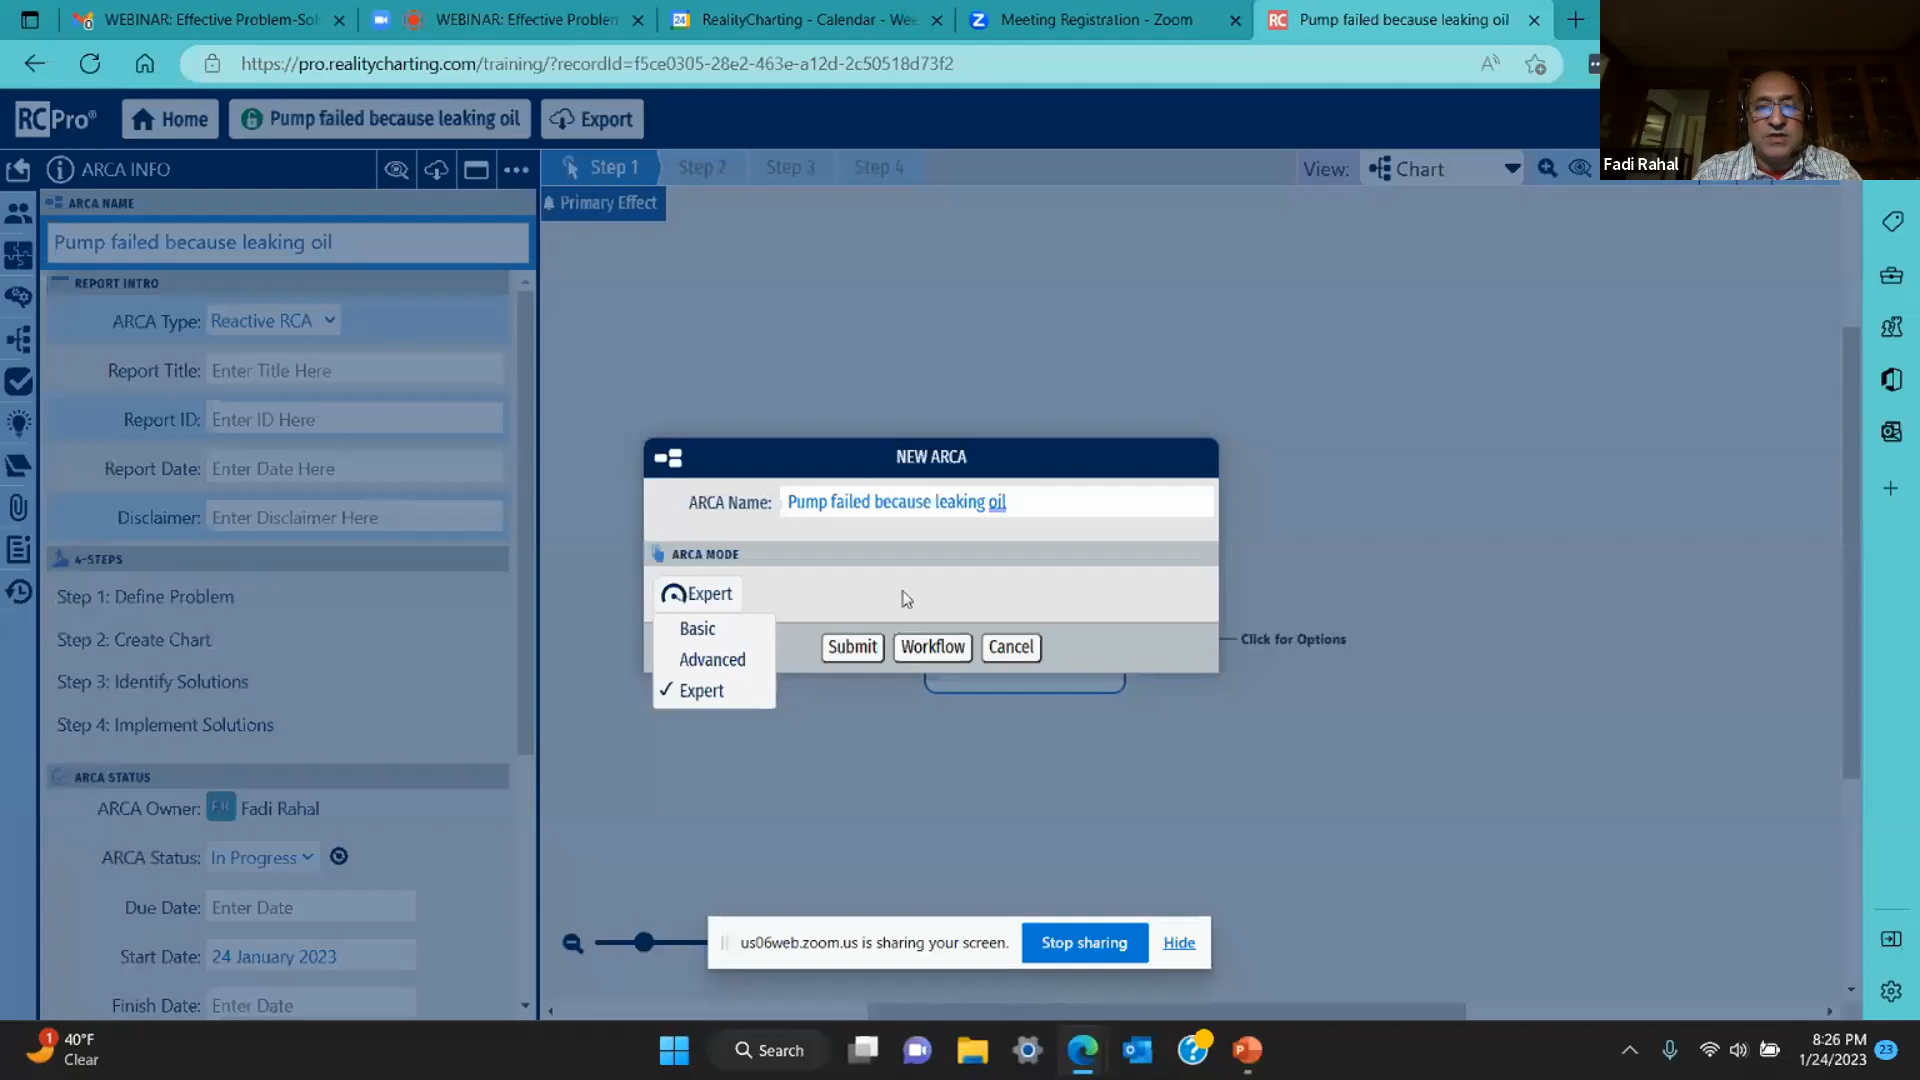 WEBINAR: Effective Problem-Sol
WEBINAR: Effective Problem
RealityCharting - Calendar - We
Meeting Registration - Zoom
Pump failed because leaking oil
https://pro.realitycharting.com/training/?recordId=f5ce0305-28e2-463e-a12d-2c50518d73f2
Fadi Rahal
RCPro®
Home
Pump failed because leaking oil
Export
ARCA INFO
Step 1
Step 2
Step 3
Step 4
View:
Chart
ARCA NAME
Primary Effect
Pump failed because leaking oil
REPORT INTRO
ARCA Type: Reactive RCA
Report Title: Enter Title Here
Report ID: Enter ID Here
Report Date: Enter Date Here
Disclaimer: Enter Disclaimer Here
4-STEPS
Step 1: Define Problem
Step 2: Create Chart
Step 3: Identify Solutions
Step 4: Implement Solutions
ARCA STATUS
ARCA Owner: FR Fadi Rahal
ARCA Status: In Progress
Due Date: Enter Date
Start Date: 24 January 2023
Finish Date: Enter Date
NEW ARCA
ARCA Name: Pump failed because leaking oil
ARCA MODE
Expert
Basic
Advanced
Expert
Submit
Workflow
Cancel
Click for Options
us06web.zoom.us is sharing your screen.
Stop sharing
Hide
1
40°F
Clear
Search
8:26 PM
1/24/2023
23